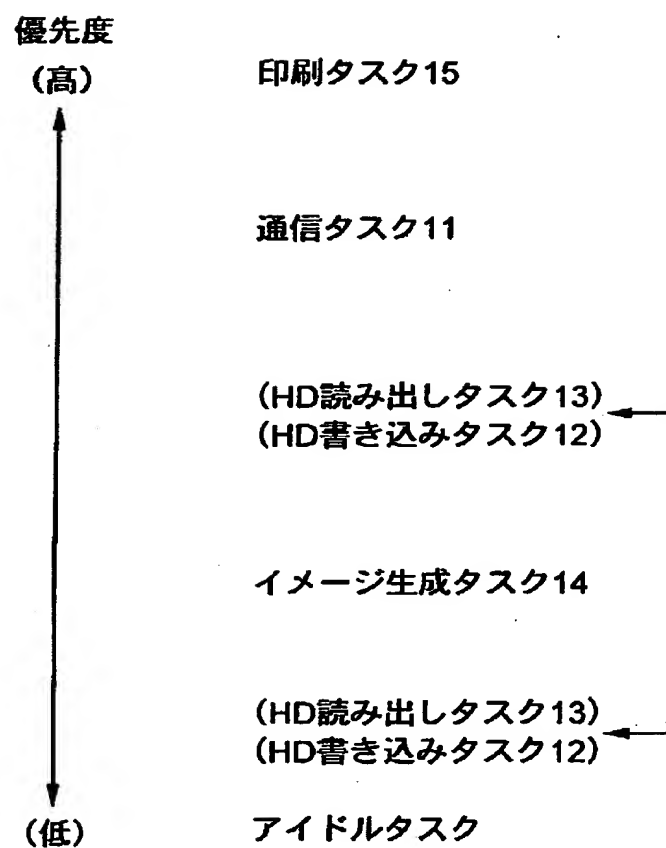 優先度
(高)
印刷タスク15
通信タスク11
(HD読み出しタスク13)
(HD書き込みタスク12)
イメージ生成タスク14
(HD読み出しタスク13)
(HD書き込みタスク12)
(低)
アイドルタスク